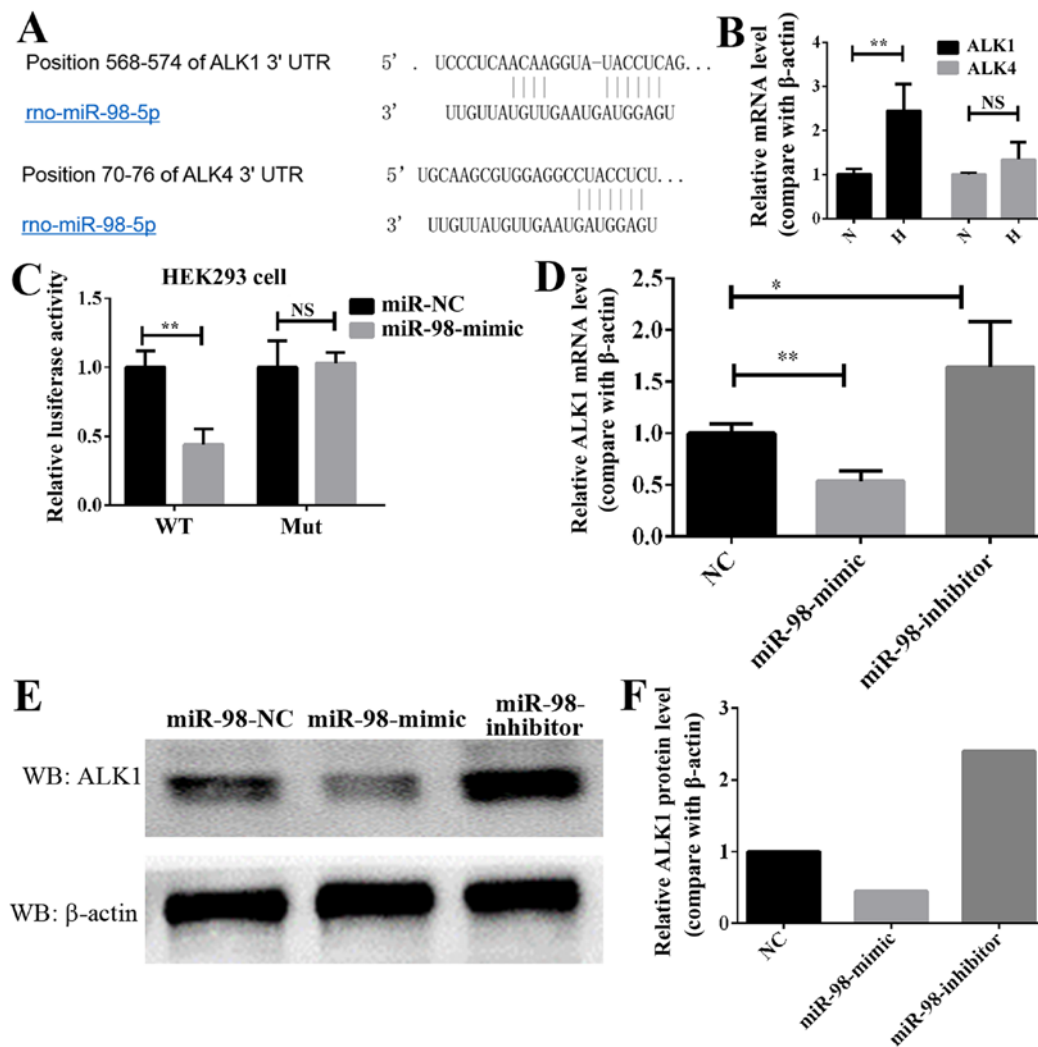 A
Position 568-574 of ALK1 3' UTR
5' . UCCCUCAACAAGGUA-UACCUCAG...
rno-miR-98-5p
3' UUGUUAUGUUGAAUGAUGGAGU
Position 70-76 of ALK4 3' UTR
5' UGCAAGCGUGGAGGCCUACCUCU...
rno-miR-98-5p
3' UUGUUAUGUUGAAUGAUGGAGU
B
Relative mRNA level
(compare with β-actin)
4
3
2
1
0
**
NS
ALK1
ALK4
N
H
N
H
C
HEK293 cell
Relative lusiferase activity
1.5
1.0
0.5
0.0
**
NS
miR-NC
miR-98-mimic
WT
Mut
D
Relative ALK1 mRNA level
(compare with β-actin)
2.5
2.0
1.5
1.0
0.5
0.0
*
**
NC
miR-98-mimic
miR-98-inhibitor
E
miR-98-NC
miR-98-mimic
miR-98-
inhibitor
WB: ALK1
WB: β-actin
F
Relative ALK1 protein level
(compare with β-actin)
3
2
1
0
NC
miR-98-mimic
miR-98-inhibitor